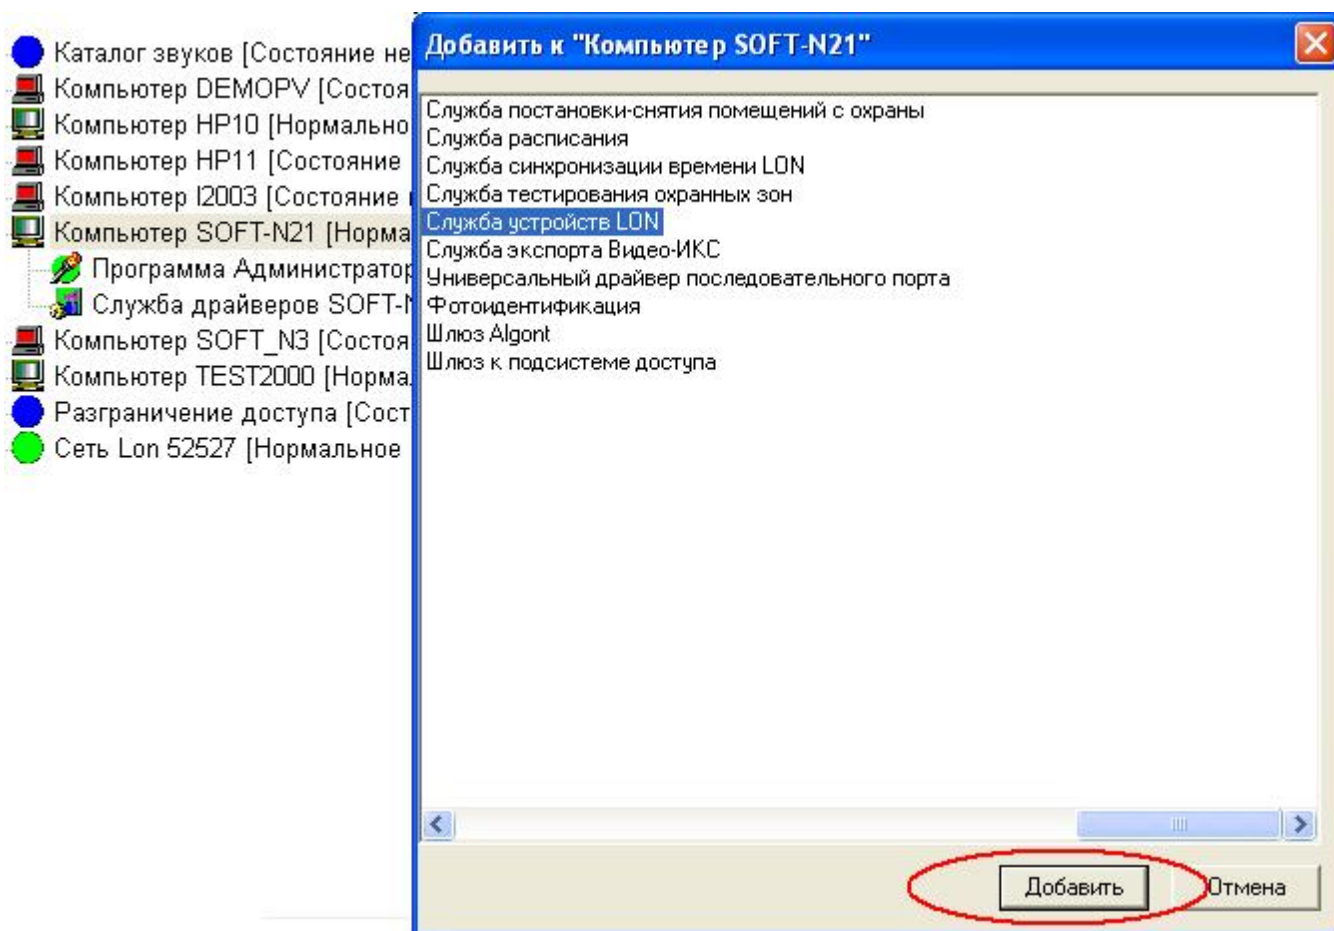 Каталог звуков [Состояние не
Компьютер DEMOPV [Состоя
Компьютер HP10 [Нормально
Компьютер HP11 [Состояние
Компьютер I2003 [Состояние
Компьютер SOFT-N21 [Норма
Программа Администратор
Служба драйверов SOFT-N
Компьютер SOFT_N3 [Состоя
Компьютер TEST2000 [Норма
Разграничение доступа [Сост
Сеть Lon 52527 [Нормальное
Добавить к "Компьютер SOFT-N21"
Служба постановки-снятия помещений с охраны
Служба расписания
Служба синхронизации времени LON
Служба тестирования охранных зон
Служба устройств LON
Служба экспорта Видео-ИКС
Универсальный драйвер последовательного порта
Фотоидентификация
Шлюз Algont
Шлюз к подсистеме доступа
Добавить
Отмена